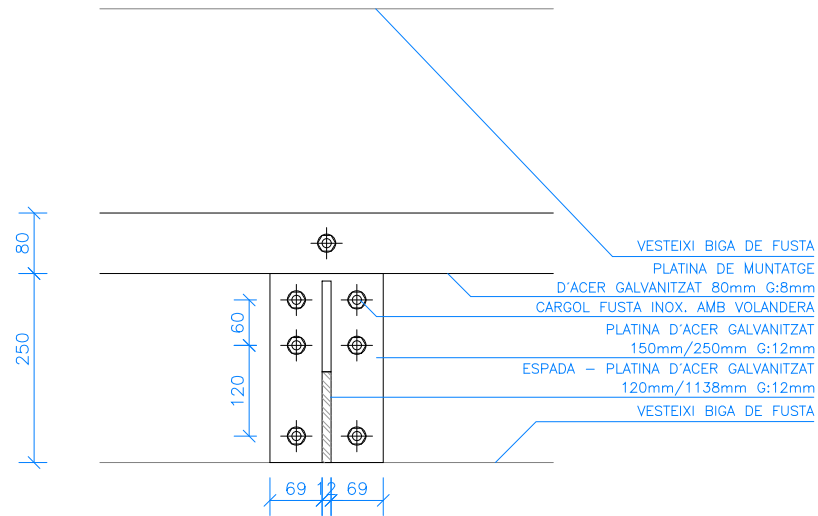 VESTEIXI BIGA DE FUSTA
PLATINA DE MUNTATGE
D'ACER GALVANITZAT 80mm G:8mm
CARGOL FUSTA INOX. AMB VOLANDERA
PLATINA D'ACER GALVANITZAT
150mm/250mm G:12mm
ESPADA – PLATINA D'ACER GALVANITZAT
120mm/1138mm G:12mm
VESTEIXI BIGA DE FUSTA
80
250
60
120
69 12 69